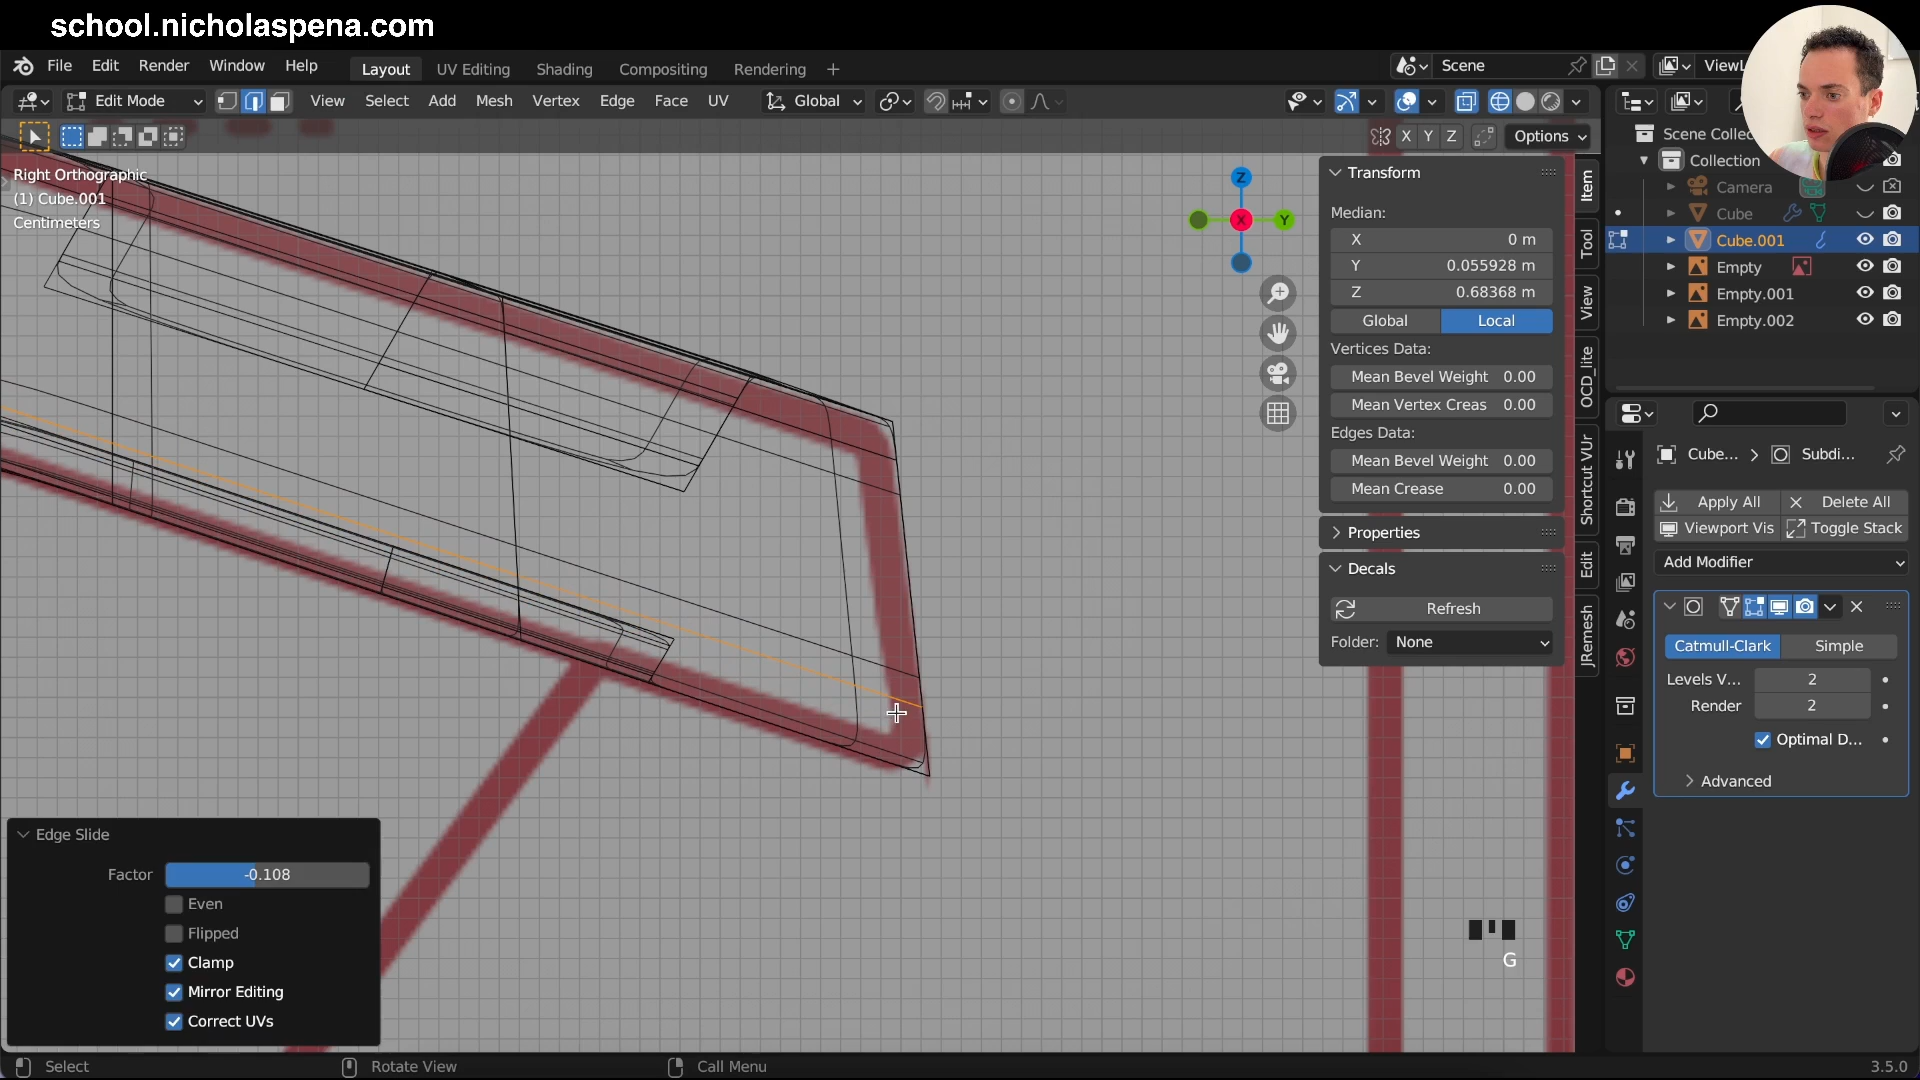 school.nicholaspena.com
File Edit Render Window Help Layout UV Editing Shading Compositing Rendering + Scene ViewL
Edit Mode View Select Add Mesh Vertex Edge Face UV Global
X Y Z Options
Scene Collec
Collection
Camera
Cube
Cube.001
Empty
Empty.001
Empty.002
Right Orthographic
(1) Cube.001
Centimeters
Z
Y
X
Transform
Median:
X 0 m
Y 0.055928 m
Z 0.68368 m
Global Local
Vertices Data:
Mean Bevel Weight 0.00
Mean Vertex Creas 0.00
Edges Data:
Mean Bevel Weight 0.00
Mean Crease 0.00
Properties
Decals
Refresh
Folder: None
Item
Tool
View
OCD_lite
Shortcut VUr
Edit
JRemesh
Cube... Subdi...
Apply All Delete All
Viewport Vis Toggle Stack
Add Modifier
Catmull-Clark Simple
Levels V... 2
Render 2
Optimal D...
Advanced
Edge Slide
Factor -0.108
Even
Flipped
Clamp
Mirror Editing
Correct UVs
G
Select Rotate View Call Menu 3.5.0